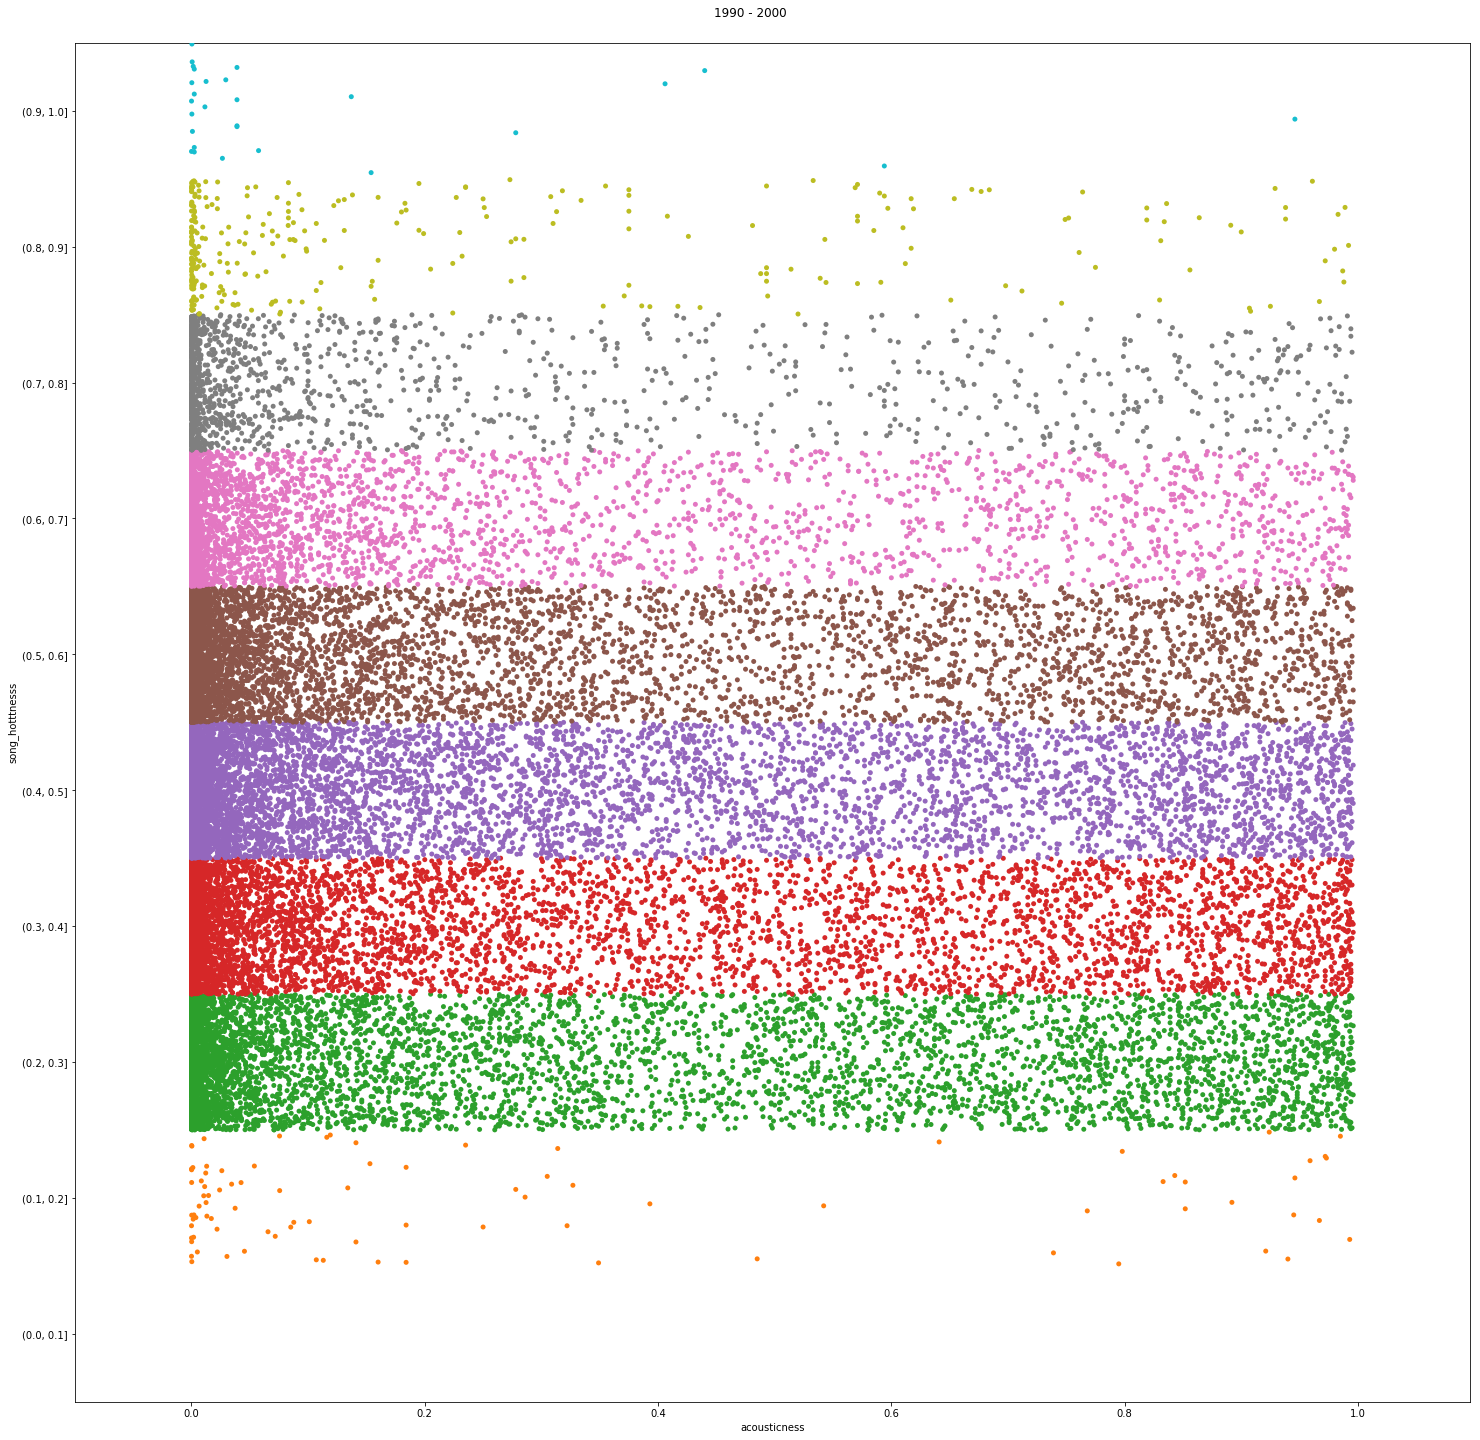 1990 - 2000
(0.9, 1.0]
(0.8, 0.9]
(0.7, 0.8]
(0.6, 0.7]
(0.5, 0.6]
(0.4, 0.5]
(0.3, 0.4]
(0.2, 0.3]
(0.1, 0.2]
(0.0, 0.1]
song_hotttnesss
0.0 0.2 0.4 0.6 0.8 1.0
acousticness